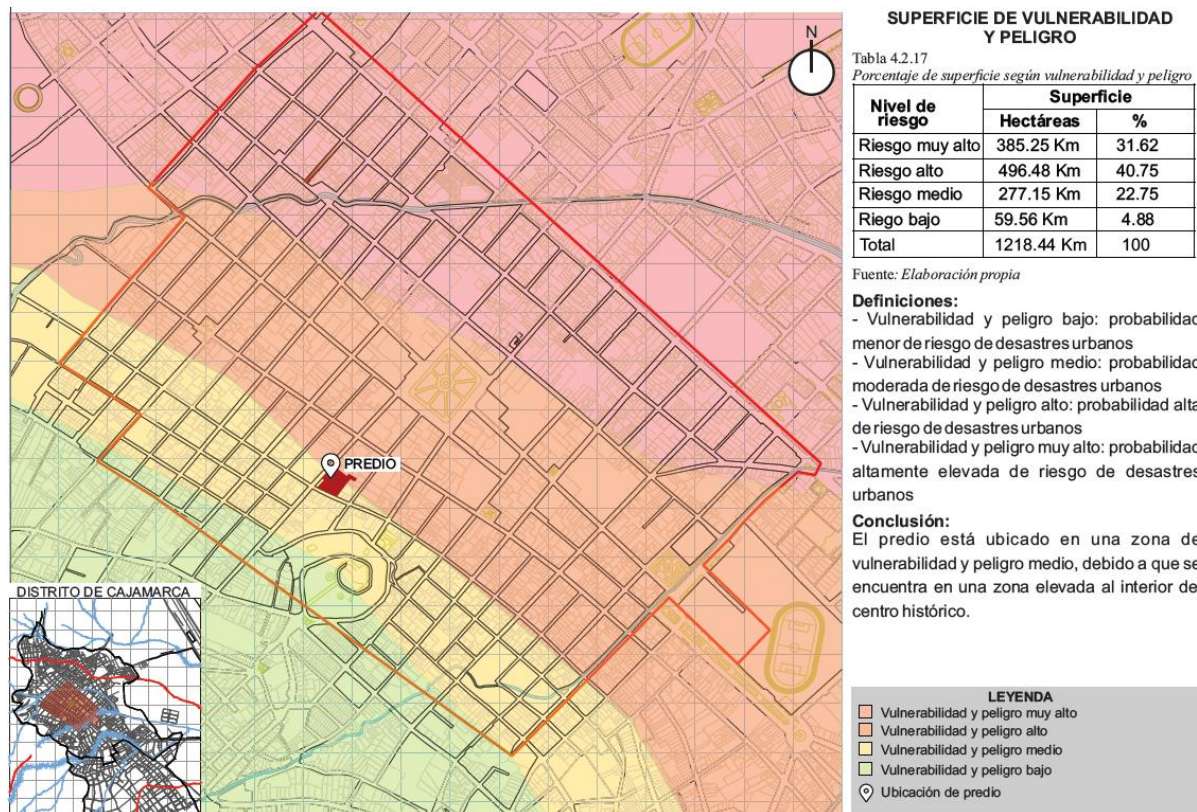 N
PREDIO
DISTRITO DE CAJAMARCA
SUPERFICIE DE VULNERABILIDAD
Y PELIGRO
Tabla 4.2.17
Porcentaje de superficie según vulnerabilidad y peligro
Nivel de riesgo Superficie
Hectáreas %
Riesgo muy alto 385.25 Km 31.62
Riesgo alto 496.48 Km 40.75
Riesgo medio 277.15 Km 22.75
Riego bajo 59.56 Km 4.88
Total 1218.44 Km 100
Fuente: Elaboración propia
Definiciones:
- Vulnerabilidad y peligro bajo: probabilidad
menor de riesgo de desastres urbanos
- Vulnerabilidad y peligro medio: probabilidad
moderada de riesgo de desastres urbanos
- Vulnerabilidad y peligro alto: probabilidad alta
de riesgo de desastres urbanos
- Vulnerabilidad y peligro muy alto: probabilidad
altamente elevada de riesgo de desastres
urbanos
Conclusión:
El predio está ubicado en una zona de
vulnerabilidad y peligro medio, debido a que se
encuentra en una zona elevada al interior de
centro histórico.
LEYENDA
Vulnerabilidad y peligro muy alto
Vulnerabilidad y peligro alto
Vulnerabilidad y peligro medio
Vulnerabilidad y peligro bajo
Ubicación de predio